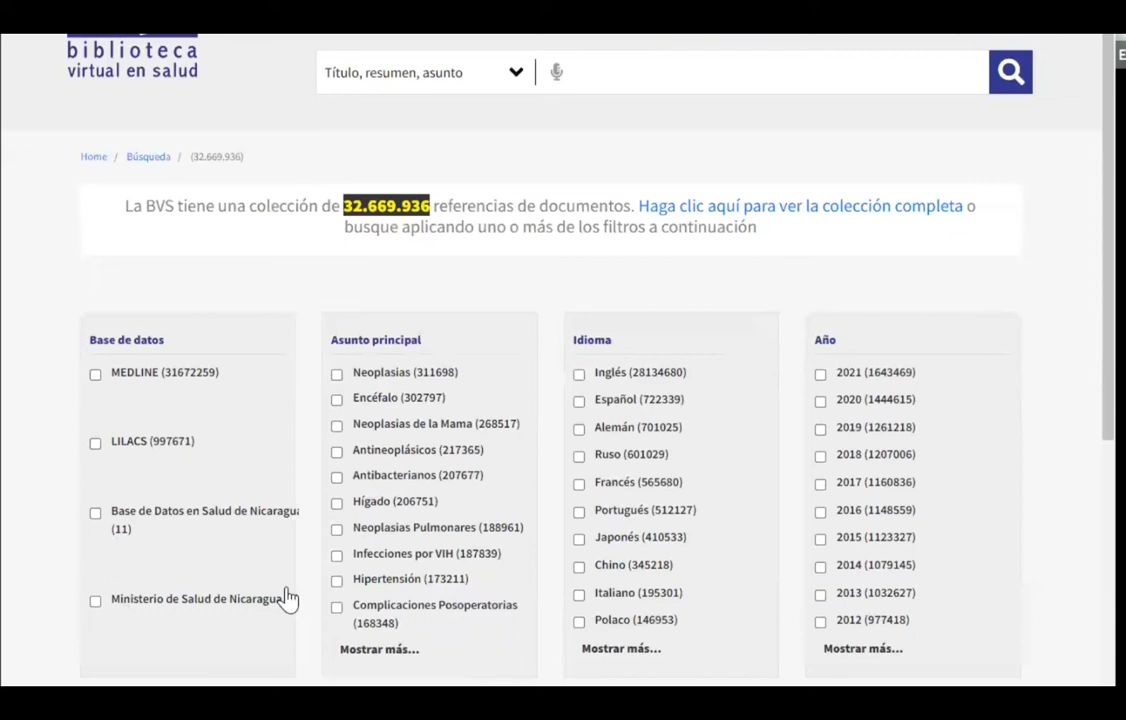 biblioteca
virtual en salud
Título, resumen, asunto
E
Home / Búsqueda / (32.669.936)
La BVS tiene una colección de 32.669.936 referencias de documentos. Haga clic aquí para ver la colección completa o
busque aplicando uno o más de los filtros a continuación
Base de datos
MEDLINE (31672259)
LILACS (997671)
Base de Datos en Salud de Nicaragua
(11)
Ministerio de Salud de Nicaragua
Asunto principal
Neoplasias (311698)
Encéfalo (302797)
Neoplasias de la Mama (268517)
Antineoplásicos (217365)
Antibacterianos (207677)
Hígado (206751)
Neoplasias Pulmonares (188961)
Infecciones por VIH (187839)
Hipertensión (173211)
Complicaciones Posoperatorias
(168348)
Mostrar más...
Idioma
Inglés (28134680)
Español (722339)
Alemán (701025)
Ruso (601029)
Francés (565680)
Portugués (512127)
Japonés (410533)
Chino (345218)
Italiano (195301)
Polaco (146953)
Mostrar más...
Año
2021 (1643469)
2020 (1444615)
2019 (1261218)
2018 (1207006)
2017 (1160836)
2016 (1148559)
2015 (1123327)
2014 (1079145)
2013 (1032627)
2012 (977418)
Mostrar más...